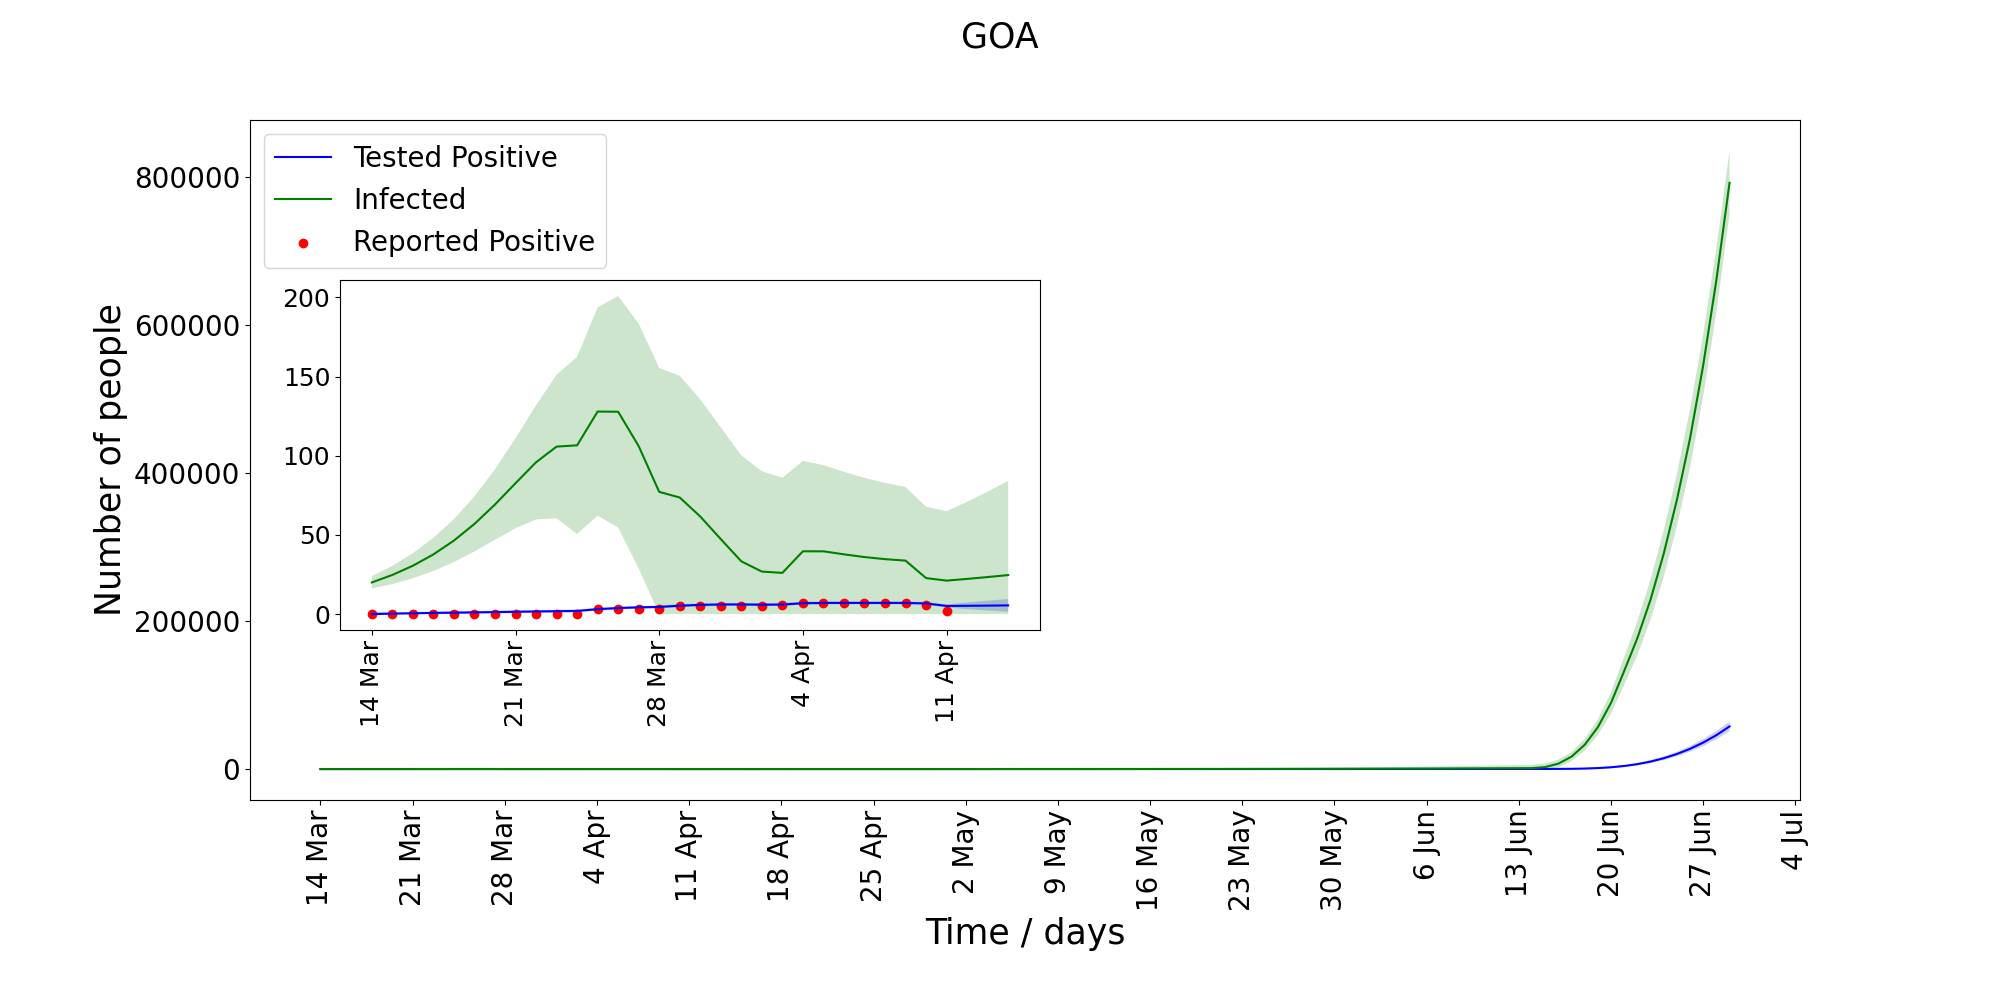 GOA
Tested Positive
Infected
Reported Positive
Number of people
800000
600000
400000
200000
0
200
150
100
50
0
14 Mar
21 Mar
28 Mar
4 Apr
11 Apr
14 Mar
21 Mar
28 Mar
4 Apr
11 Apr
18 Apr
25 Apr
2 May
9 May
16 May
23 May
30 May
6 Jun
13 Jun
20 Jun
27 Jun
4 Jul
Time / days